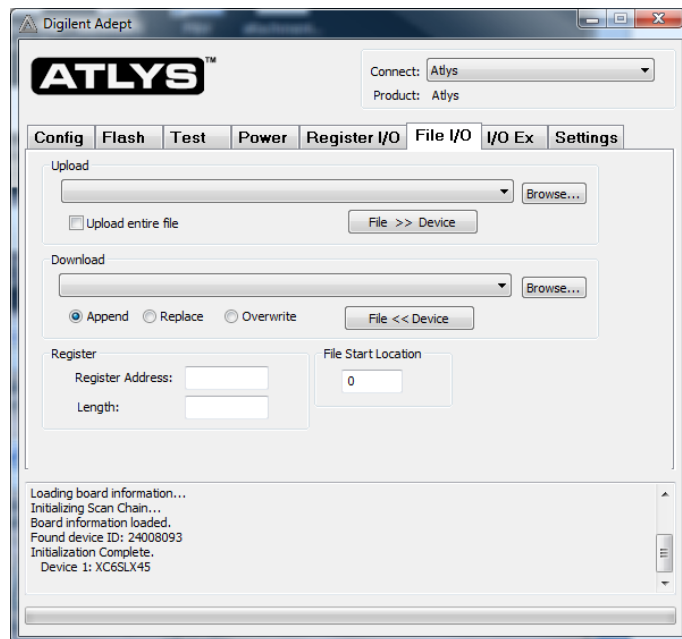 Digilent Adept
ATLYS™
Connect: Atlys
Product: Atlys
Config Flash Test Power Register I/O File I/O I/O Ex Settings
Upload
Browse...
Upload entire file File >> Device
Download
Browse...
Append Replace Overwrite File << Device
Register File Start Location
Register Address: 0
Length:
Loading board information...
Initializing Scan Chain...
Board information loaded.
Found device ID: 24008093
Initialization Complete.
Device 1: XC6SLX45